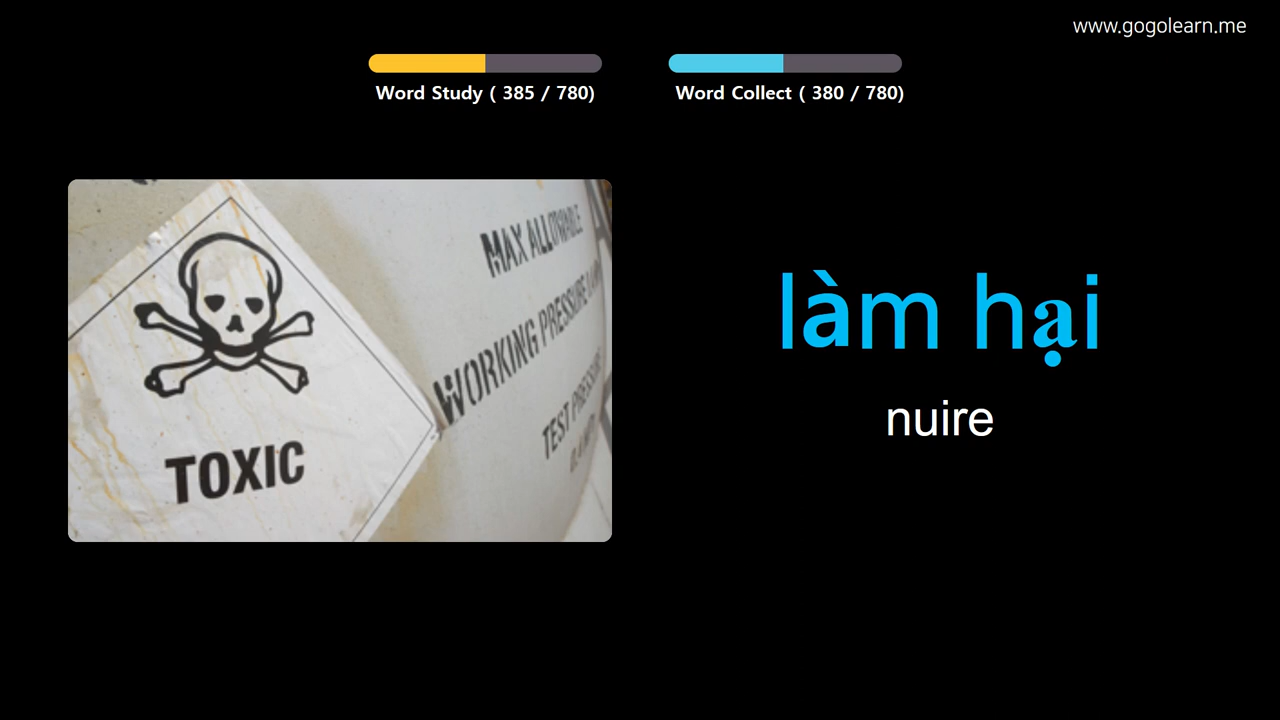 www.gogolearn.me
Word Study ( 385 / 780)
Word Collect ( 380 / 780)
MAX ALLOWABLE
WORKING PRESSURE
TEST PRESSURE
TOXIC
làm hại
nuire